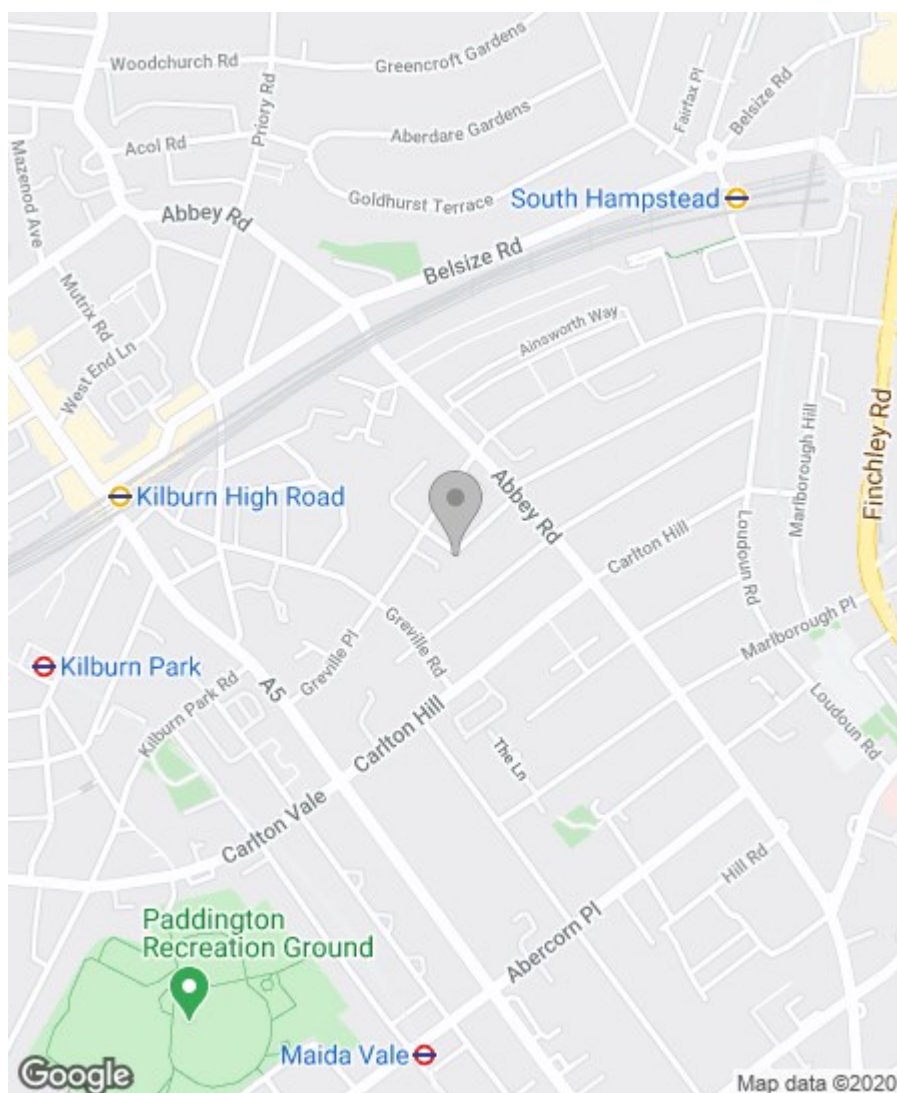 Woodchurch Rd
Greencroft Gardens
Priory Rd
Fairfax Pl
Belsize Rd
Aberdare Gardens
Acol Rd
Mazenod Ave
Goldhurst Terrace
South Hampstead
Abbey Rd
Belsize Rd
Mutrix Rd
West End Ln
Ainsworth Way
Finchley Rd
Marlborough Hill
Kilburn High Road
Abbey Rd
Loudoun Rd
Carlton Hill
Marlborough Pl
Greville Pl
Greville Rd
Kilburn Park
Kilburn Park Rd
A5
Loudoun Rd
Carlton Hill
The Ln
Carlton Vale
Hill Rd
Paddington
Recreation Ground
Abercorn Pl
Maida Vale
Google
Map data ©2020